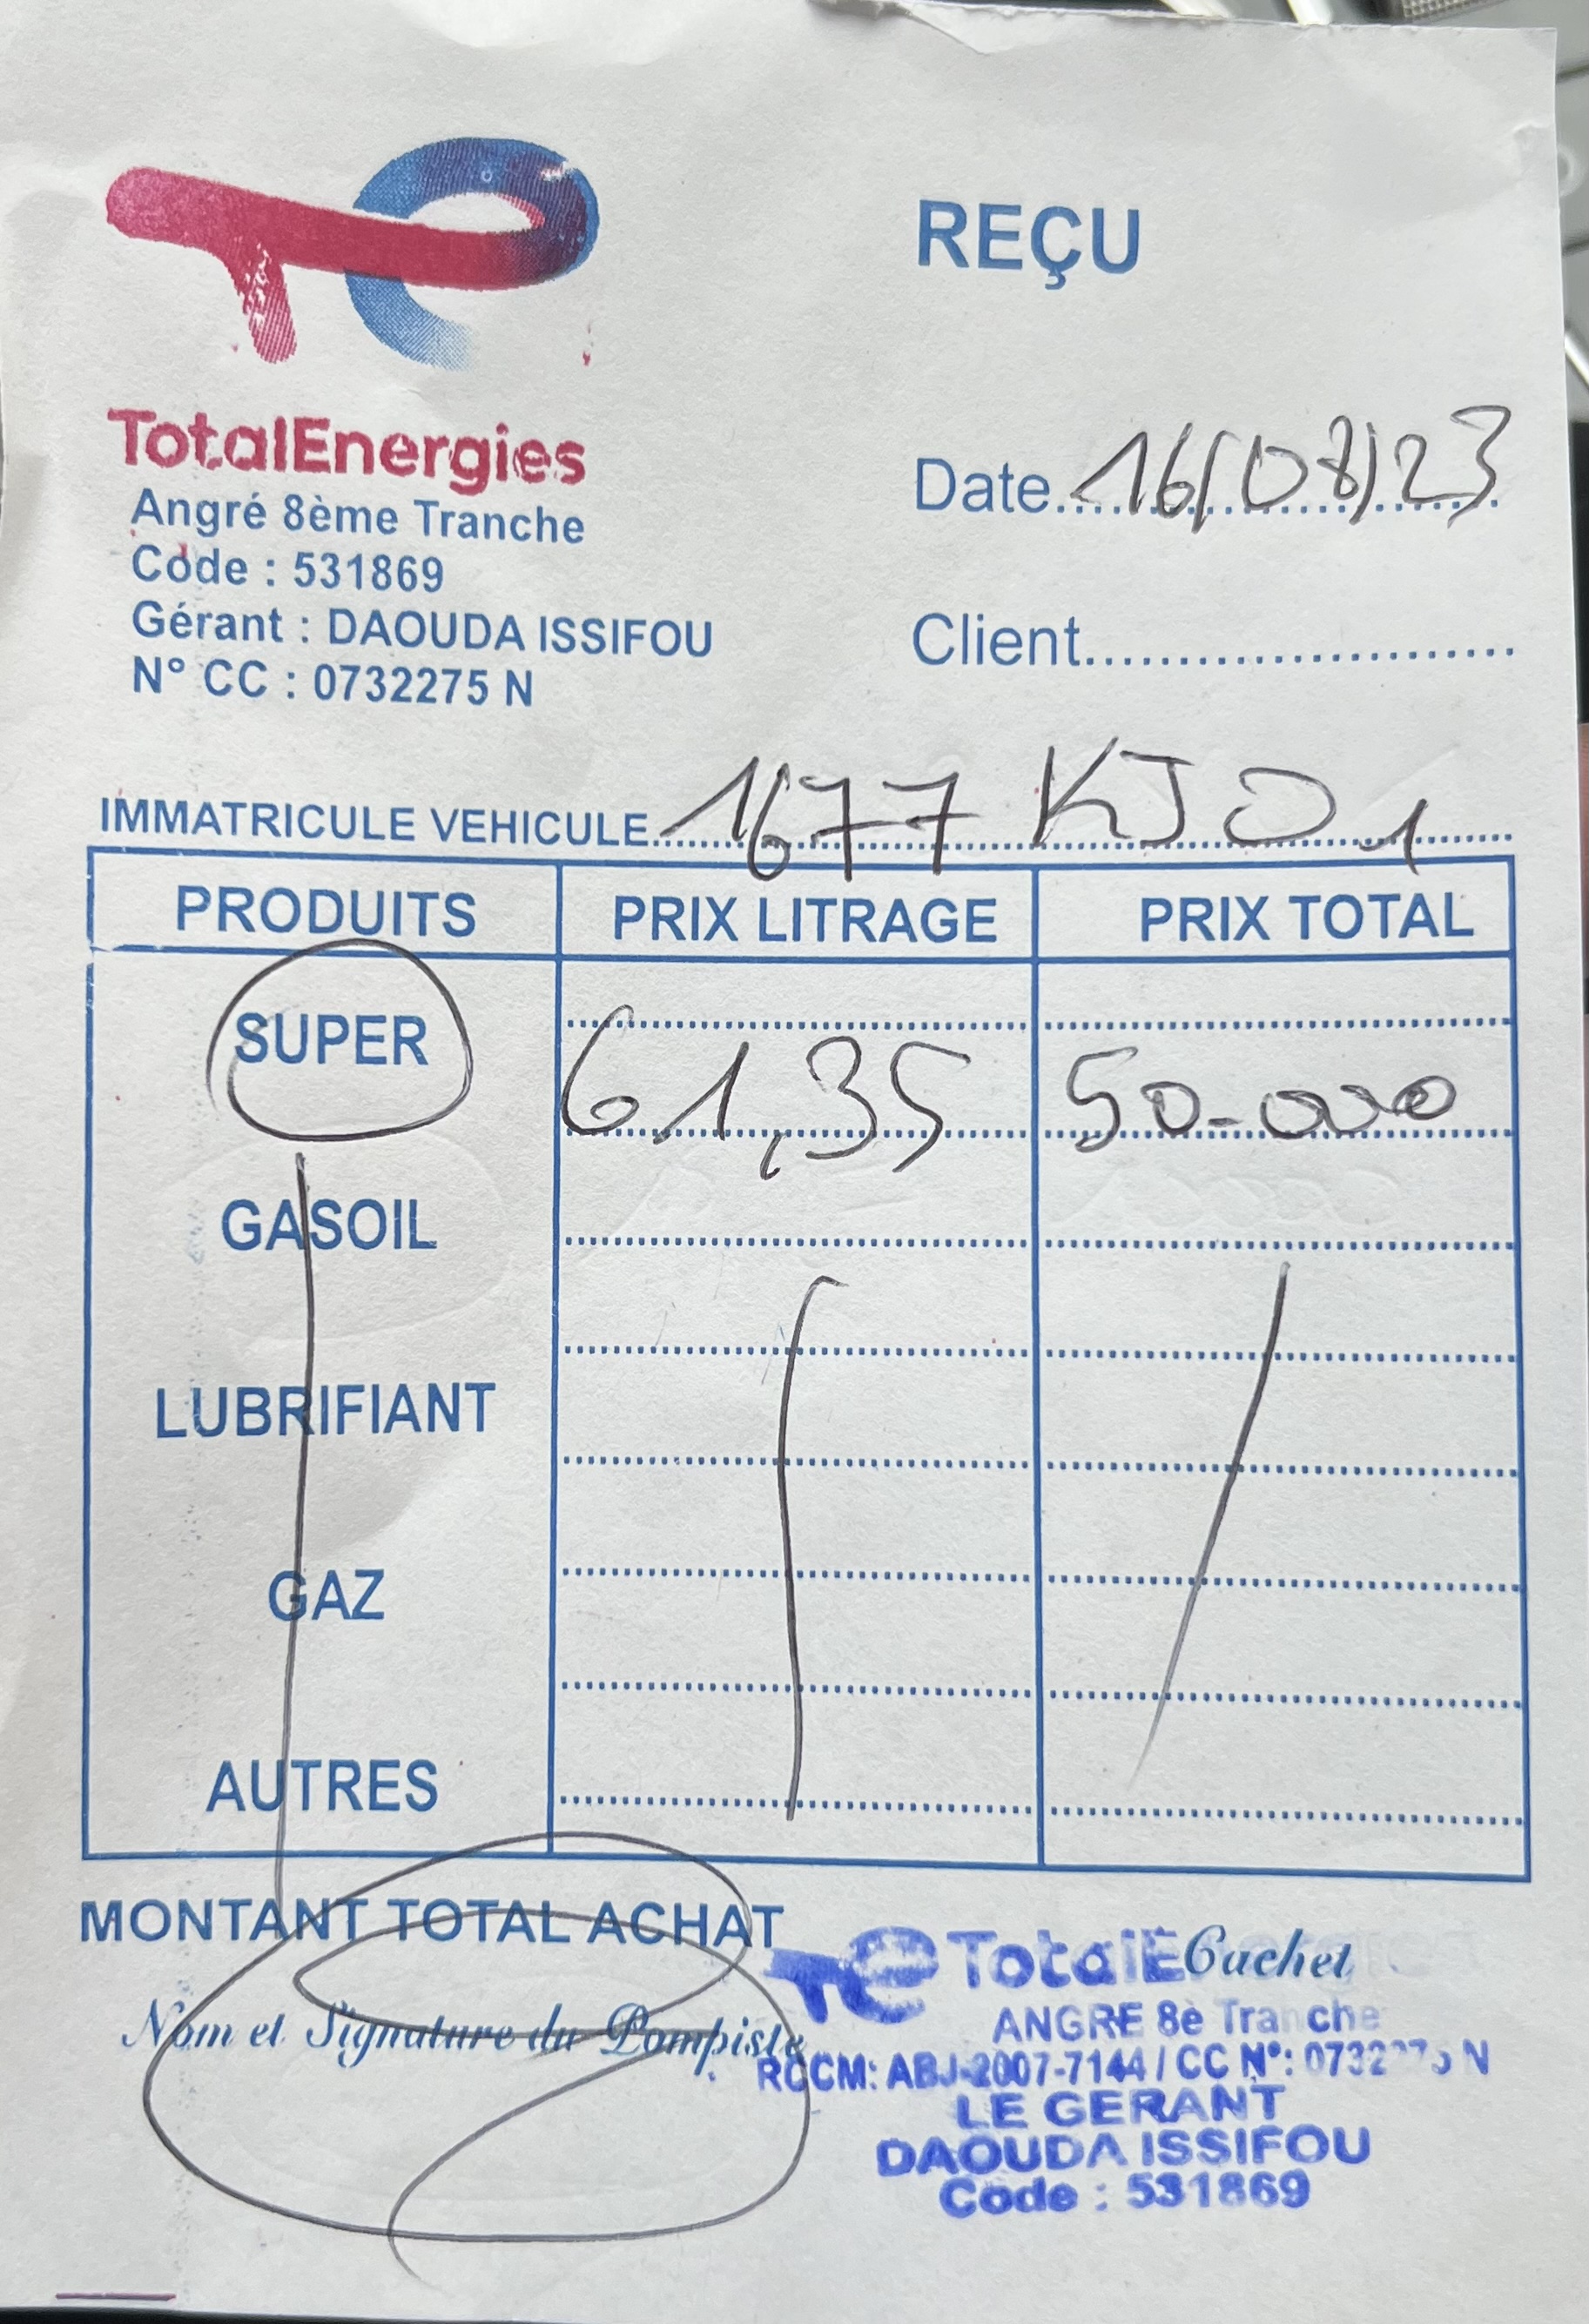 REÇU
TotalEnergies
Angré 8ème Tranche
Code : 531869
Gérant : DAOUDA ISSIFOU
N° CC : 0732275 N
Date 16/08/23
Client
IMMATRICULE VEHICULE 1677 KJ 01
PRODUITS PRIX LITRAGE PRIX TOTAL
SUPER 61,35 50-000
GASOIL
LUBRIFIANT
GAZ
AUTRES
MONTANT TOTAL ACHAT
Nom et Signature du Pompiste
Cachet
TotalE
ANGRE 8è Tranche
RCCM: ABJ-2007-7144 / CC N°: 0732275 N
LE GERANT
DAOUDA ISSIFOU
Code : 531869